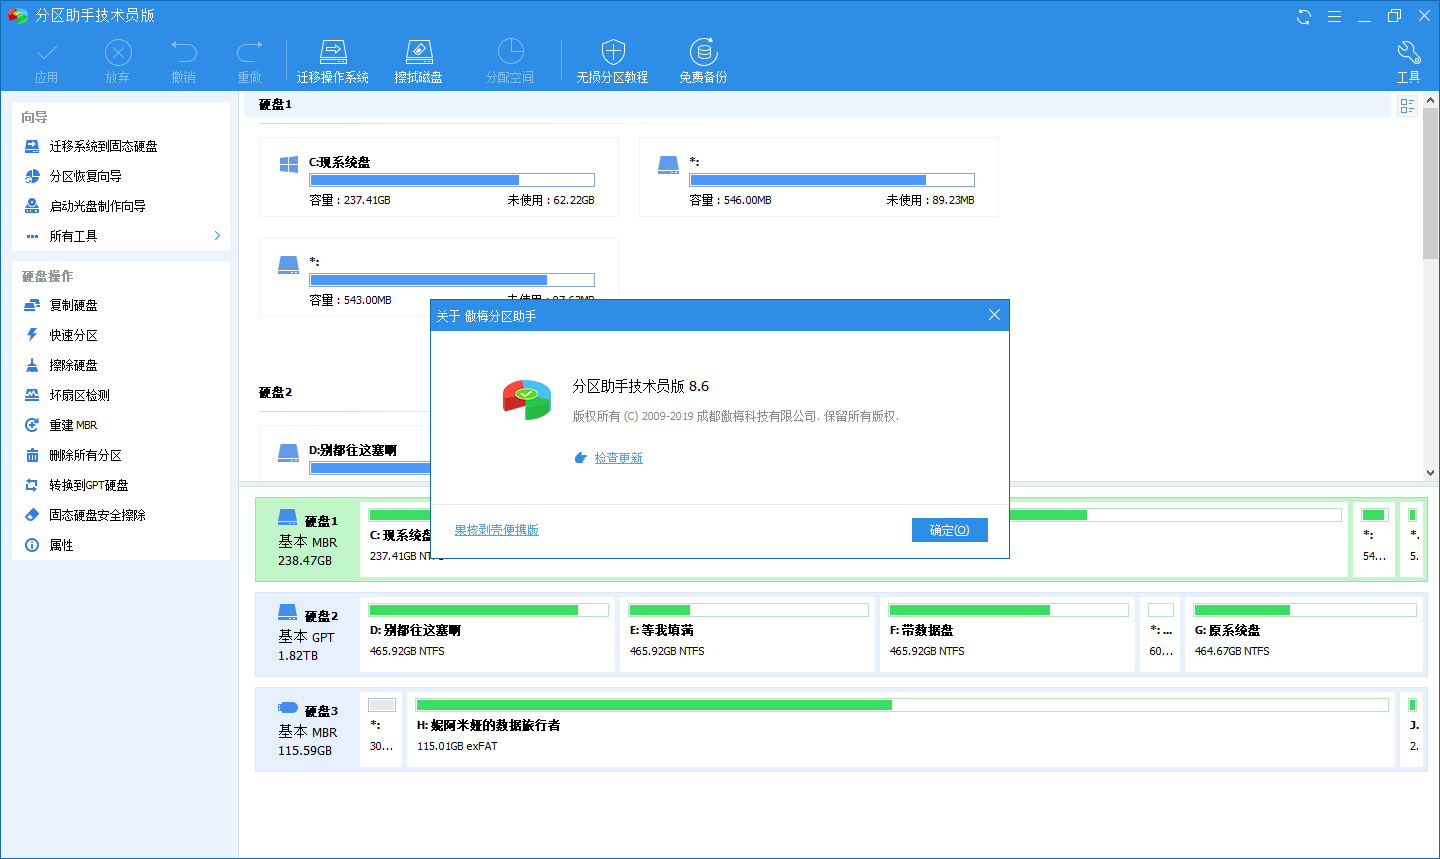 分区助手技术员版
应用
放弃
撤销
重做
迁移操作系统
擦拭磁盘
分配空间
无损分区教程
免费备份
工具
向导
迁移系统到固态硬盘
分区恢复向导
启动光盘制作向导
所有工具
硬盘操作
复制硬盘
快速分区
擦除硬盘
坏扇区检测
重建 MBR
删除所有分区
转换到GPT硬盘
固态硬盘安全擦除
属性
硬盘1
C:现系统盘
容量 : 237.41GB 未使用 : 62.22GB
*:
容量 : 546.00MB 未使用 : 89.23MB
*:
容量 : 543.00MB
硬盘2
D:别都往这塞啊
关于 傲梅分区助手
分区助手技术员版 8.6
版权所有 (C) 2009-2019 成都傲梅科技有限公司. 保留所有版权.
检查更新
果核剥壳便携版
确定(O)
硬盘1
基本 MBR
238.47GB
C: 现系统盘
237.41GB
*:
54...
*.
5.
硬盘2
基本 GPT
1.82TB
D: 别都往这塞啊
465.92GB NTFS
E: 等我填满
465.92GB NTFS
F: 带数据盘
465.92GB NTFS
*: ...
60...
G: 原系统盘
464.67GB NTFS
硬盘3
基本 MBR
115.59GB
*:
30...
H: 妮阿米娅的数据旅行者
115.01GB exFAT
J.
2.